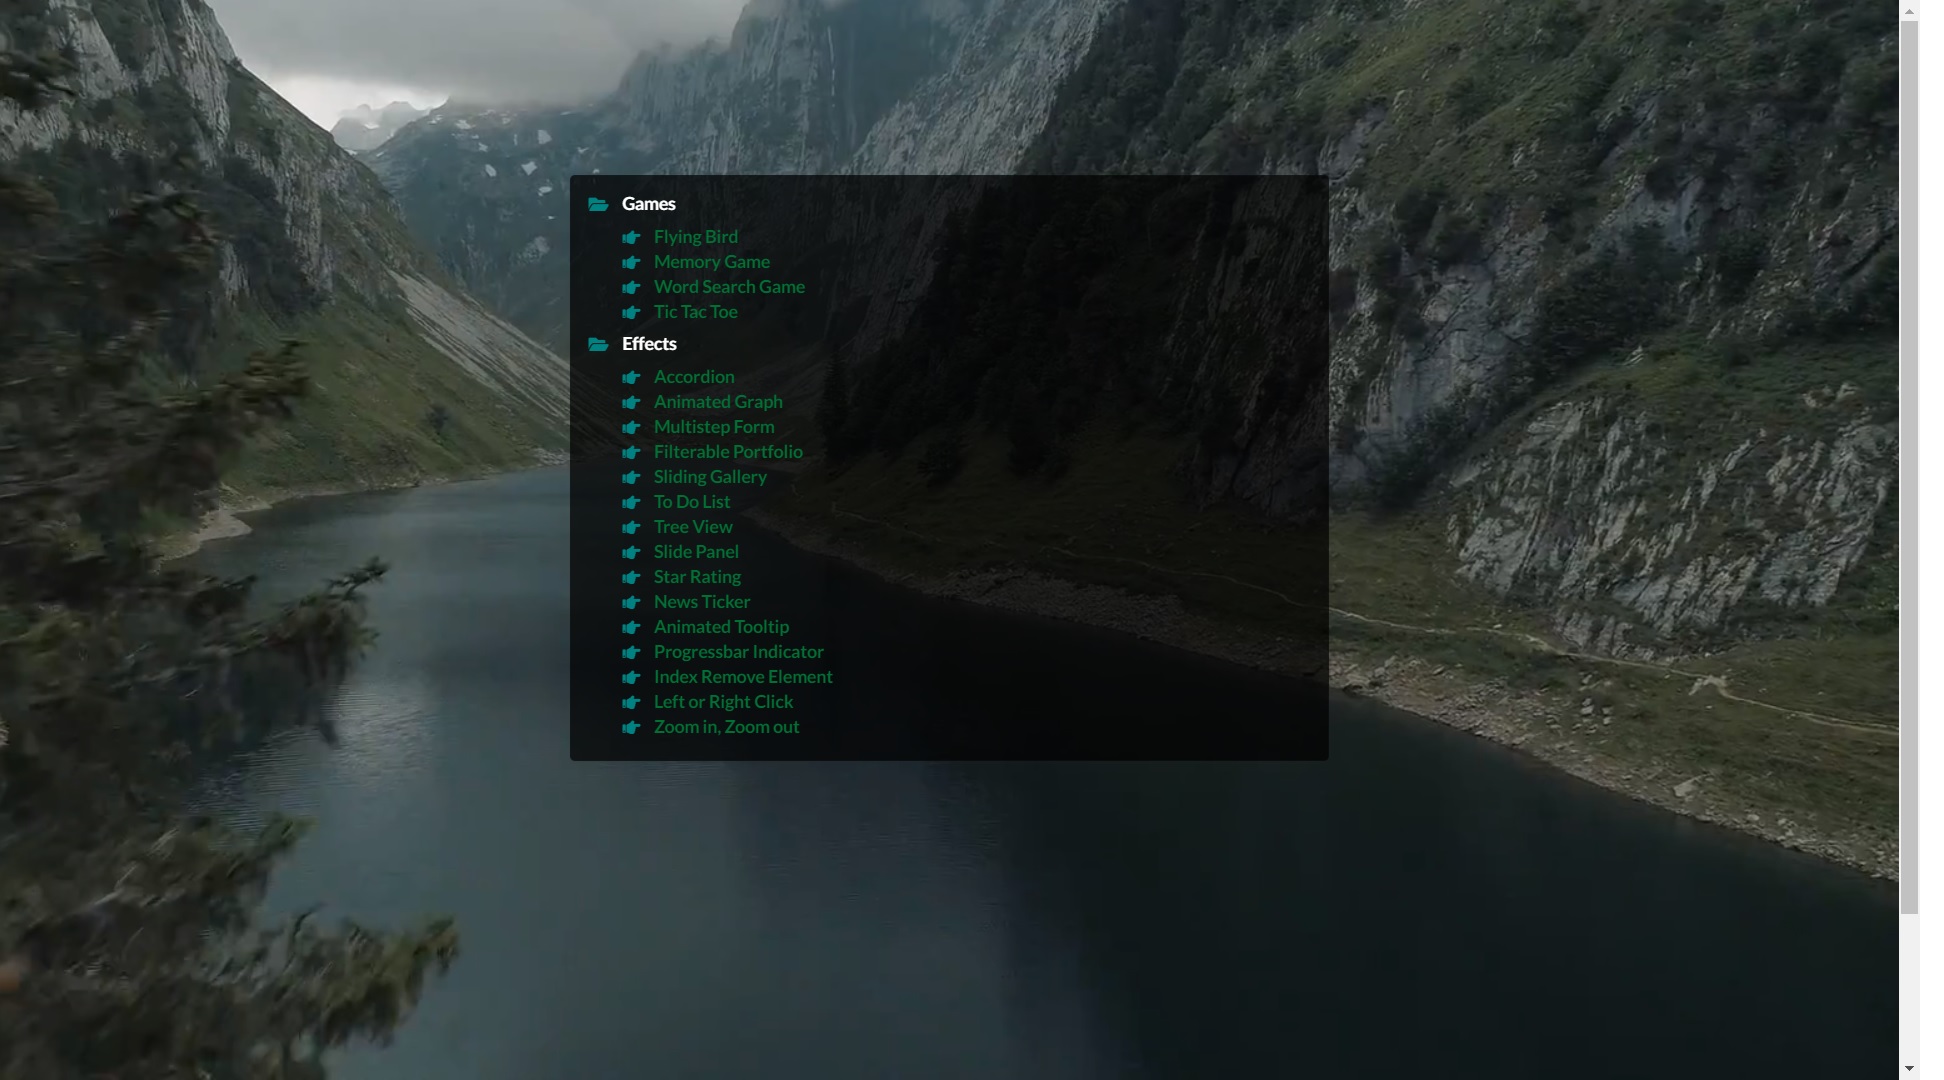 Games
Flying Bird
Memory Game
Word Search Game
Tic Tac Toe
Effects
Accordion
Animated Graph
Multistep Form
Filterable Portfolio
Sliding Gallery
To Do List
Tree View
Slide Panel
Star Rating
News Ticker
Animated Tooltip
Progressbar Indicator
Index Remove Element
Left or Right Click
Zoom in, Zoom out